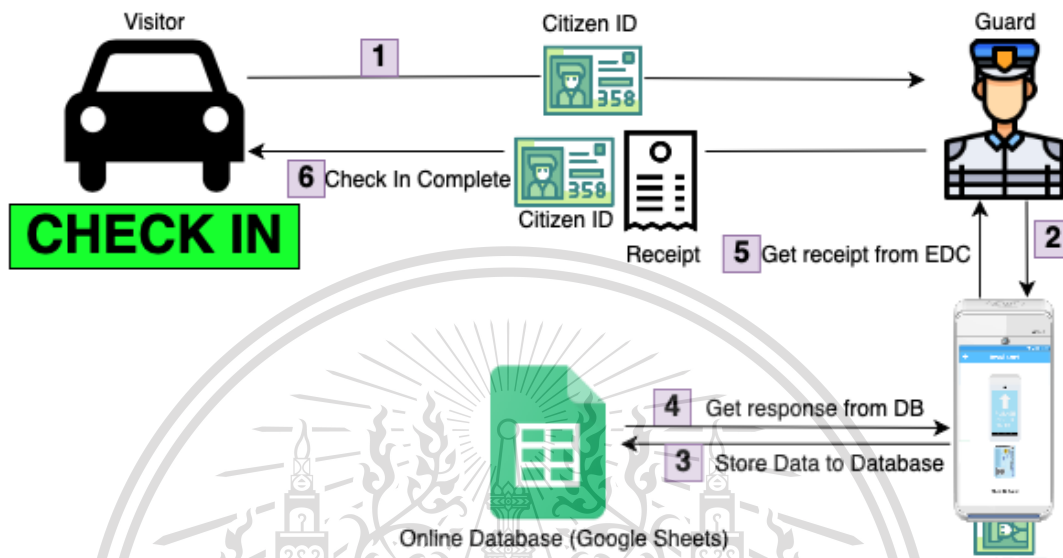 Visitor
Citizen ID
Guard
1
358
6 Check In Complete
358
Citizen ID
CHECK IN
Receipt
5 Get receipt from EDC
2
4 Get response from DB
3 Store Data to Database
Online Database (Google Sheets)